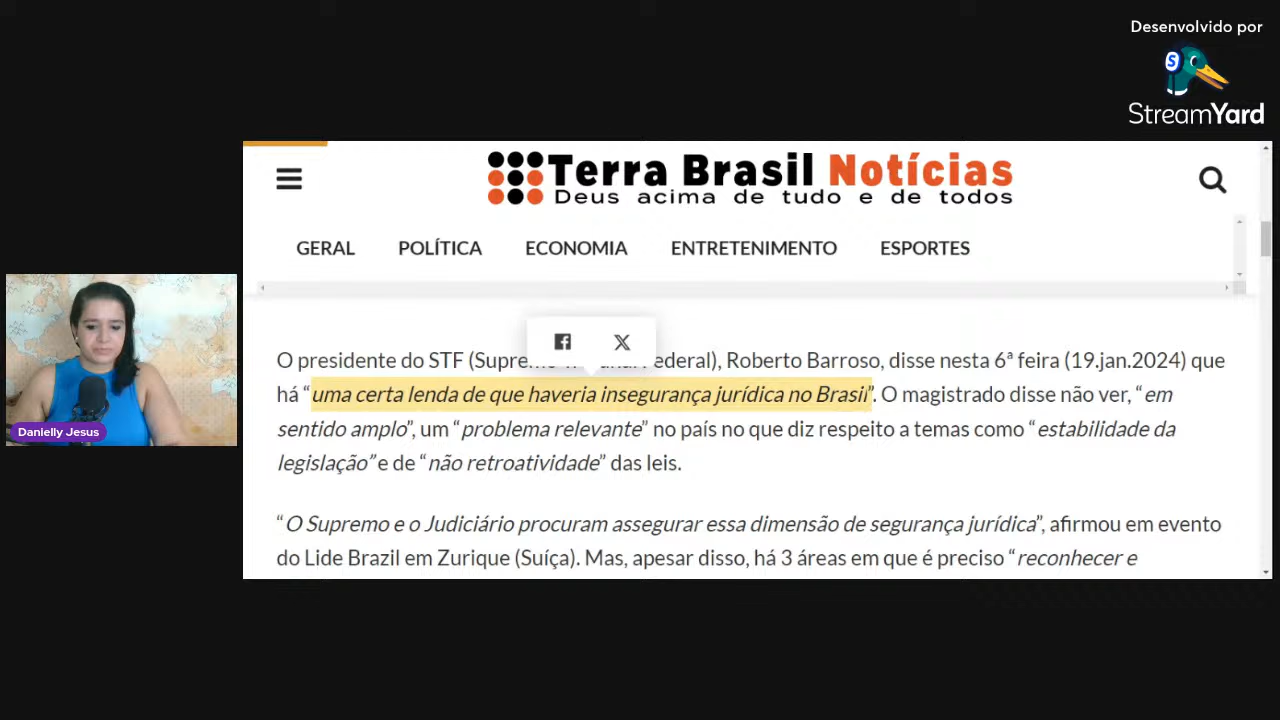 Desenvolvido por
StreamYard
Terra Brasil Notícias
Deus acima de tudo e de todos
GERAL POLÍTICA ECONOMIA ENTRETENIMENTO ESPORTES
O presidente do STF (Supremo Federal), Roberto Barroso, disse nesta 6ª feira (19.jan.2024) que
há “uma certa lenda de que haveria insegurança jurídica no Brasil”. O magistrado disse não ver, “em
sentido amplo”, um “problema relevante” no país no que diz respeito a temas como “estabilidade da
legislação” e de “não retroatividade” das leis.
“O Supremo e o Judiciário procuram assegurar essa dimensão de segurança jurídica”, afirmou em evento
do Lide Brazil em Zurique (Suíça). Mas, apesar disso, há 3 áreas em que é preciso “reconhecer e
Danielly Jesus